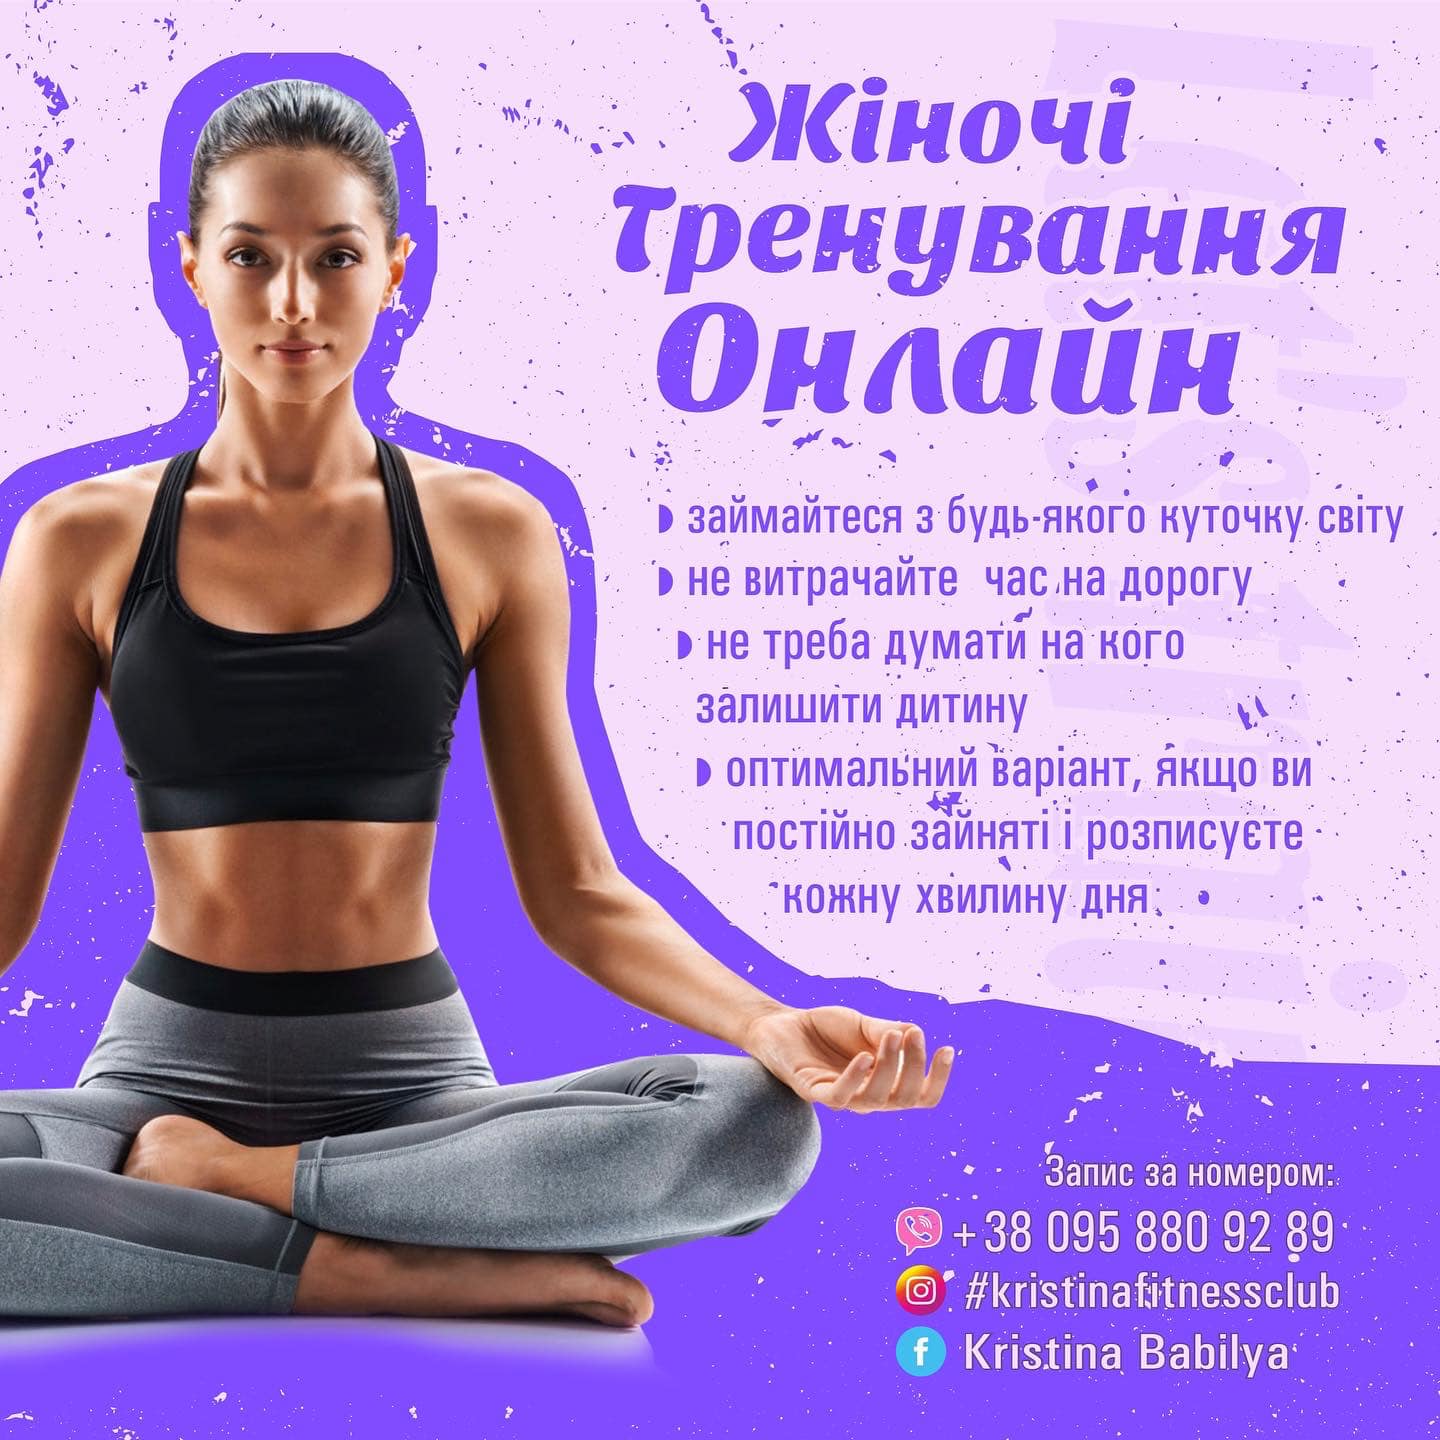 Жіночі
Тренування
Онлайн
займайтеся з будь-якого куточку світу
не витрачайте час на дорогу
не треба думати на кого
залишити дитину
оптимальний варіант, якщо ви
постійно зайняті і розписуєте
кожну хвилину дня
Запис за номером:
+38 095 880 92 89
#kristinafitnessclub
Kristina Babilya